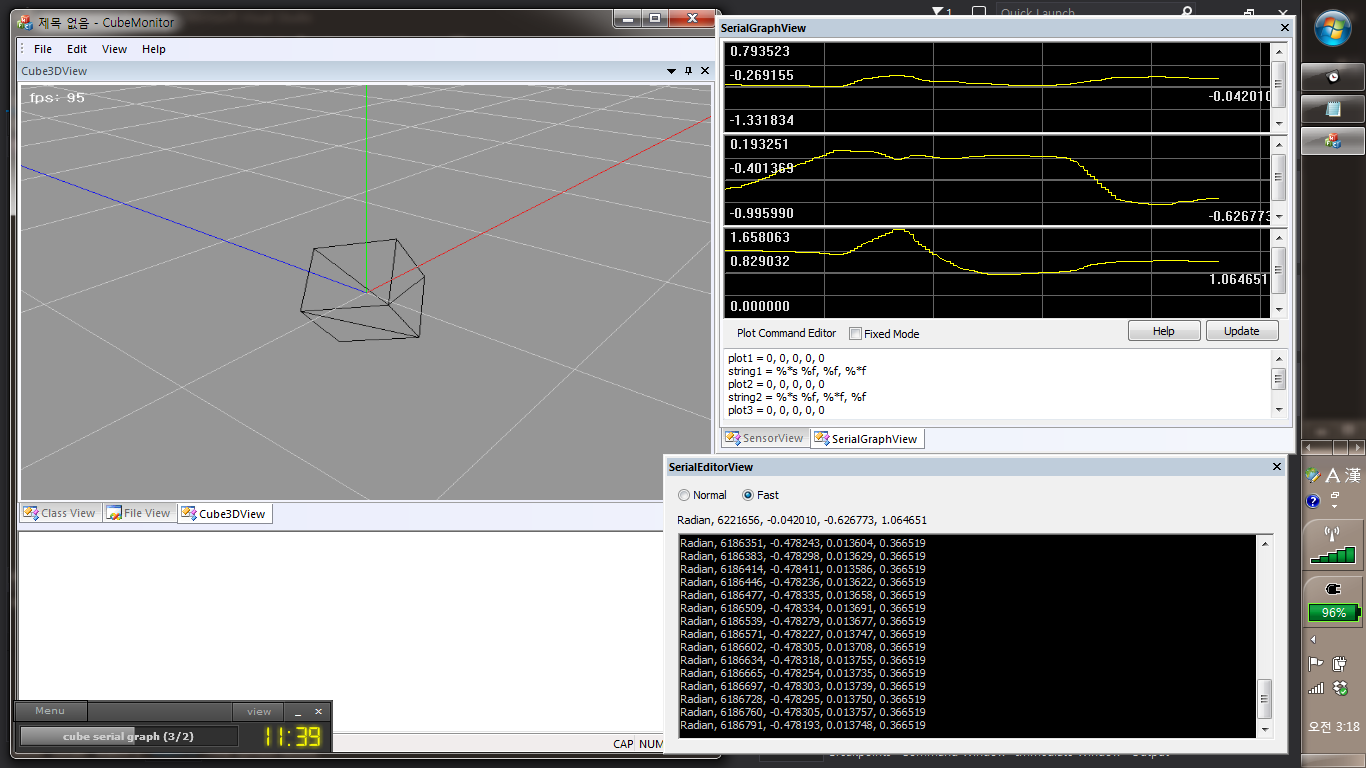 제목 없음 - CubeMonitor
File Edit View Help
Cube3DView
fps: 95
Class View File View Cube3DView
CAP NUM
Menu view
cube serial graph (3/2)
11:39
1 Quick Launch
SerialGraphView
0.793523
-0.269155
-0.042010
-1.331834
0.193251
-0.401369
-0.995990
-0.626773
1.658063
0.829032
1.064651
0.000000
Plot Command Editor Fixed Mode Help Update
plot1 = 0, 0, 0, 0, 0
string1 = %*s %f, %f, %*f
plot2 = 0, 0, 0, 0, 0
string2 = %*s %f, %*f, %f
plot3 = 0, 0, 0, 0, 0
SensorView SerialGraphView
SerialEditorView
Normal Fast
Radian, 6221656, -0.042010, -0.626773, 1.064651
Radian, 6186351, -0.478243, 0.013604, 0.366519
Radian, 6186383, -0.478298, 0.013629, 0.366519
Radian, 6186414, -0.478411, 0.013586, 0.366519
Radian, 6186446, -0.478236, 0.013622, 0.366519
Radian, 6186477, -0.478335, 0.013658, 0.366519
Radian, 6186509, -0.478334, 0.013691, 0.366519
Radian, 6186539, -0.478279, 0.013677, 0.366519
Radian, 6186571, -0.478227, 0.013747, 0.366519
Radian, 6186602, -0.478305, 0.013708, 0.366519
Radian, 6186634, -0.478318, 0.013755, 0.366519
Radian, 6186665, -0.478254, 0.013735, 0.366519
Radian, 6186697, -0.478303, 0.013739, 0.366519
Radian, 6186728, -0.478295, 0.013750, 0.366519
Radian, 6186760, -0.478305, 0.013757, 0.366519
Radian, 6186791, -0.478193, 0.013748, 0.366519
A 漢
96%
오전 3:18